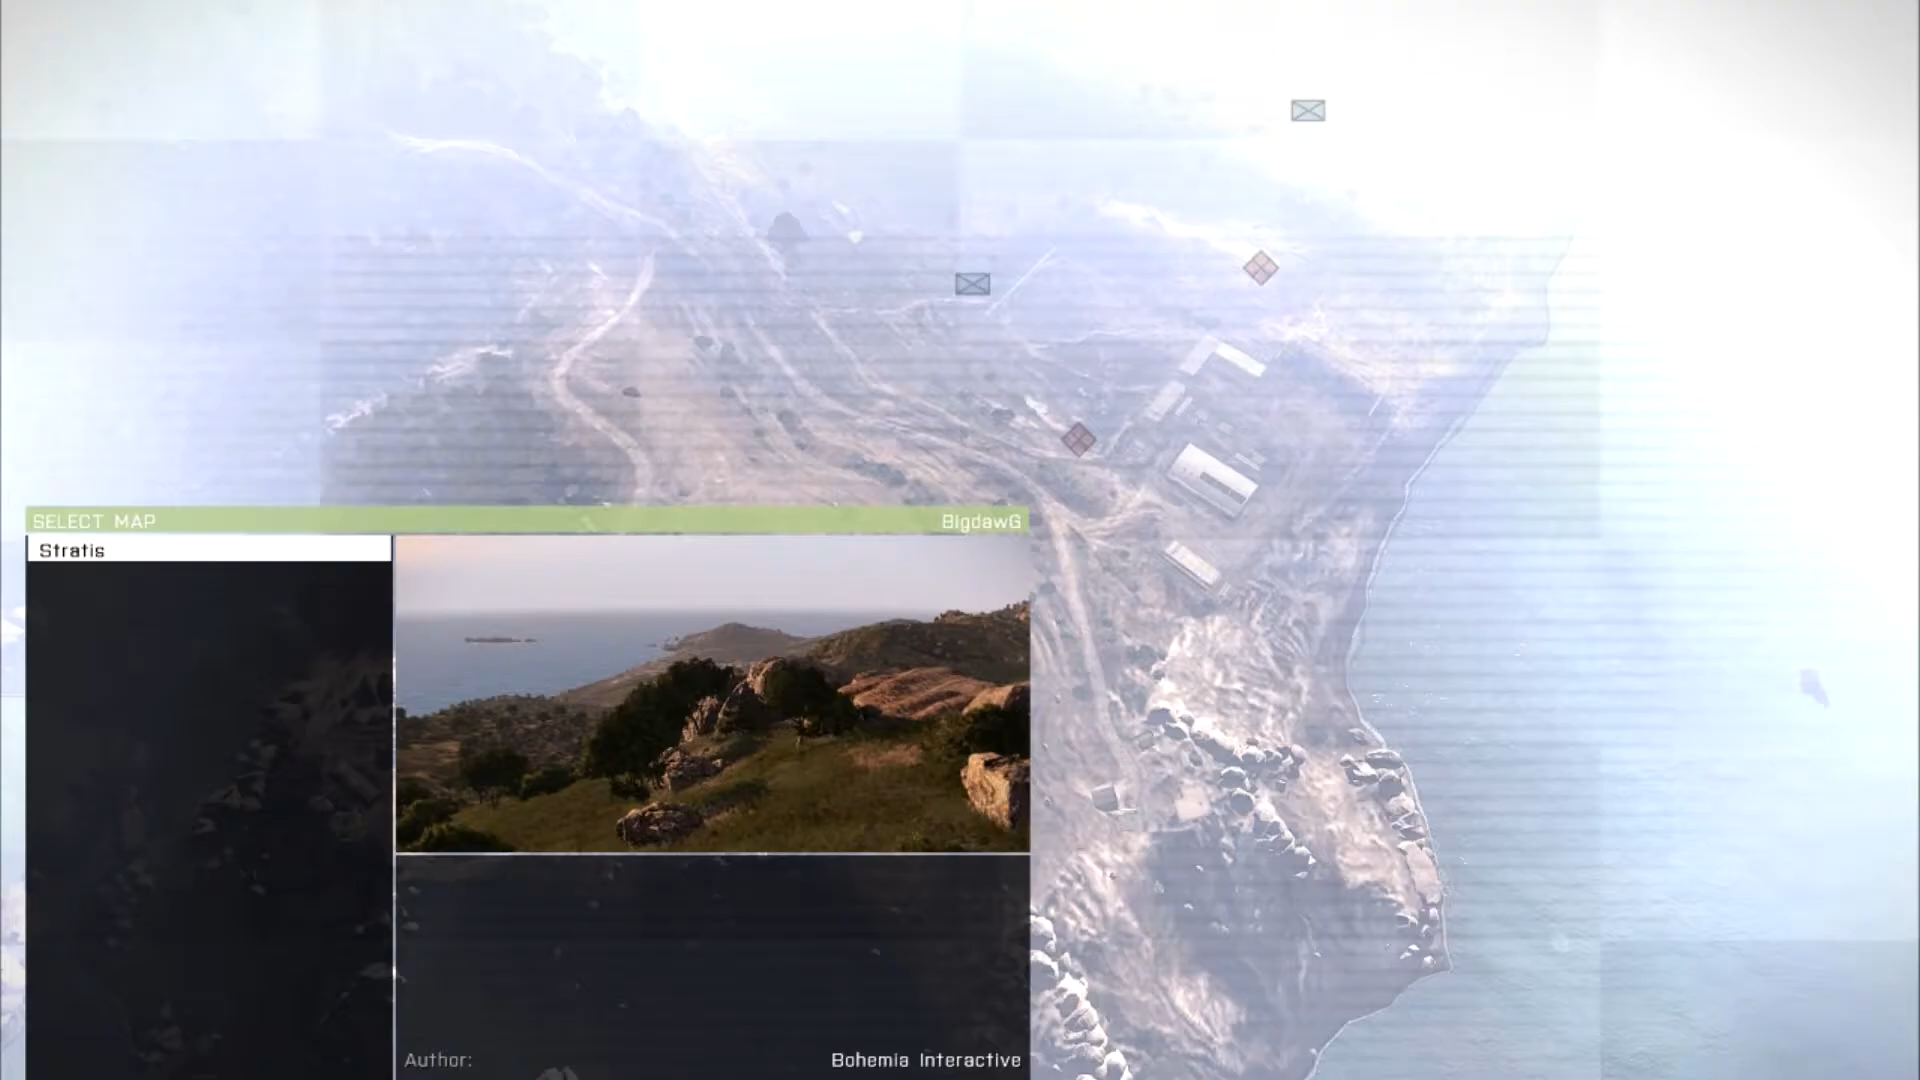 SELECT MAP
BigdawG
Stratis
Author:
Bohemia Interactive